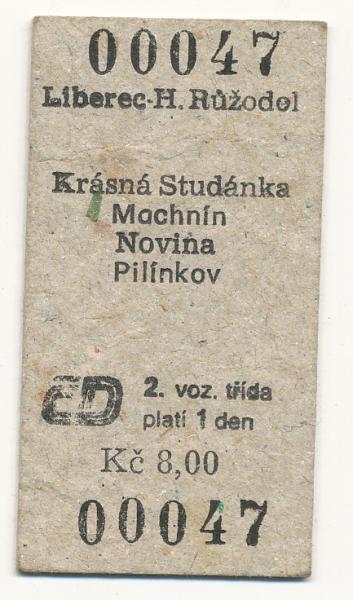 00047
Liberec-H. Růžodol
Krásná Studánka
Machnín
Novina
Pilínkov
ČD 2. voz. třída
platí 1 den
Kč 8,00
00047